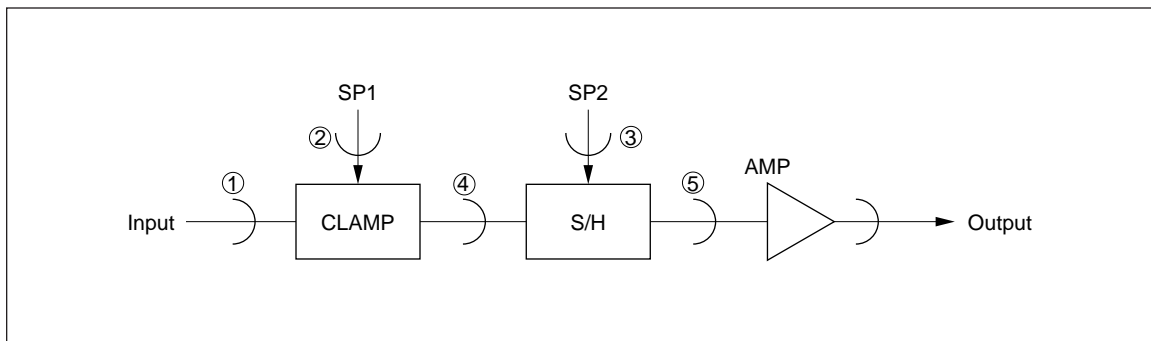 SP1
SP2
②
③
AMP
①
④
⑤
Input
CLAMP
S/H
Output